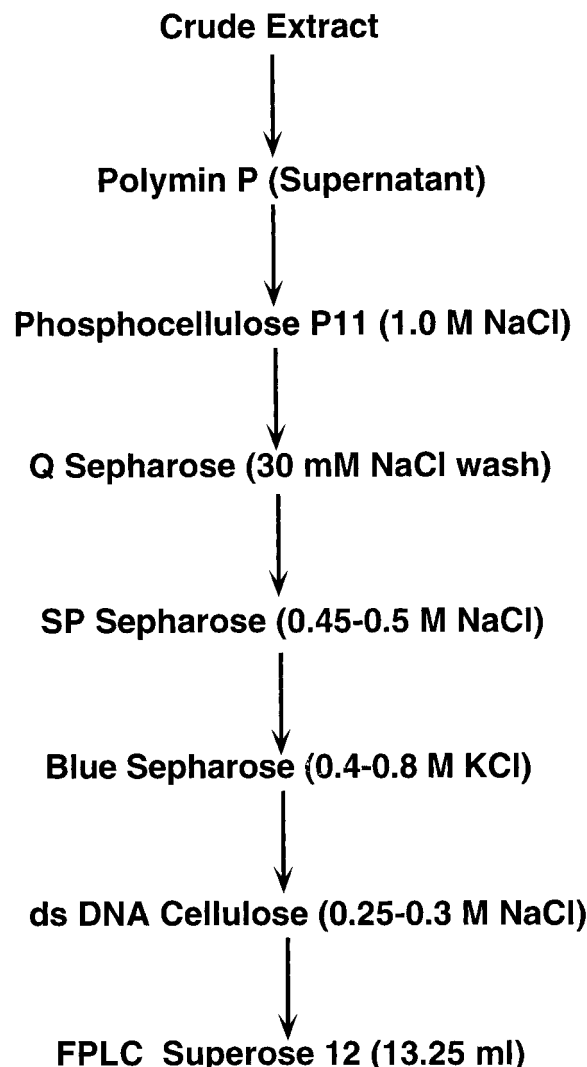 Crude Extract
Polymin P (Supernatant)
Phosphocellulose P11 (1.0 M NaCl)
Q Sepharose (30 mM NaCl wash)
SP Sepharose (0.45-0.5 M NaCl)
Blue Sepharose (0.4-0.8 M KCl)
ds DNA Cellulose (0.25-0.3 M NaCl)
FPLC Superose 12 (13.25 ml)